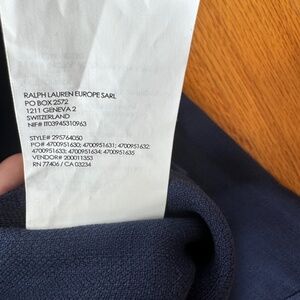 RALPH LAUREN EUROPE SARL
PO BOX 2572
1211 GENEVA 2
SWITZERLAND
NIF# IT03945310963
STYLE# 295764050
PO#: 4700951630; 4700951631; 4700951632;
4700951633; 4700951634; 4700951635
VENDOR# 200011353
RN 77406 / CA 03234